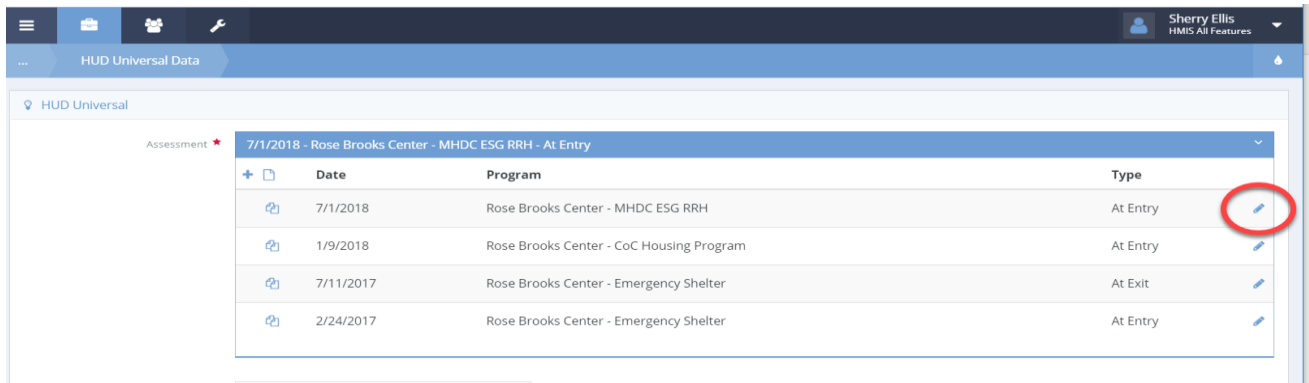 Sherry Ellis
HMIS All Features
... HUD Universal Data
HUD Universal
Assessment * 7/1/2018 - Rose Brooks Center - MHDC ESG RRH - At Entry
+ Date Program Type
7/1/2018 Rose Brooks Center - MHDC ESG RRH At Entry
1/9/2018 Rose Brooks Center - CoC Housing Program At Entry
7/11/2017 Rose Brooks Center - Emergency Shelter At Exit
2/24/2017 Rose Brooks Center - Emergency Shelter At Entry